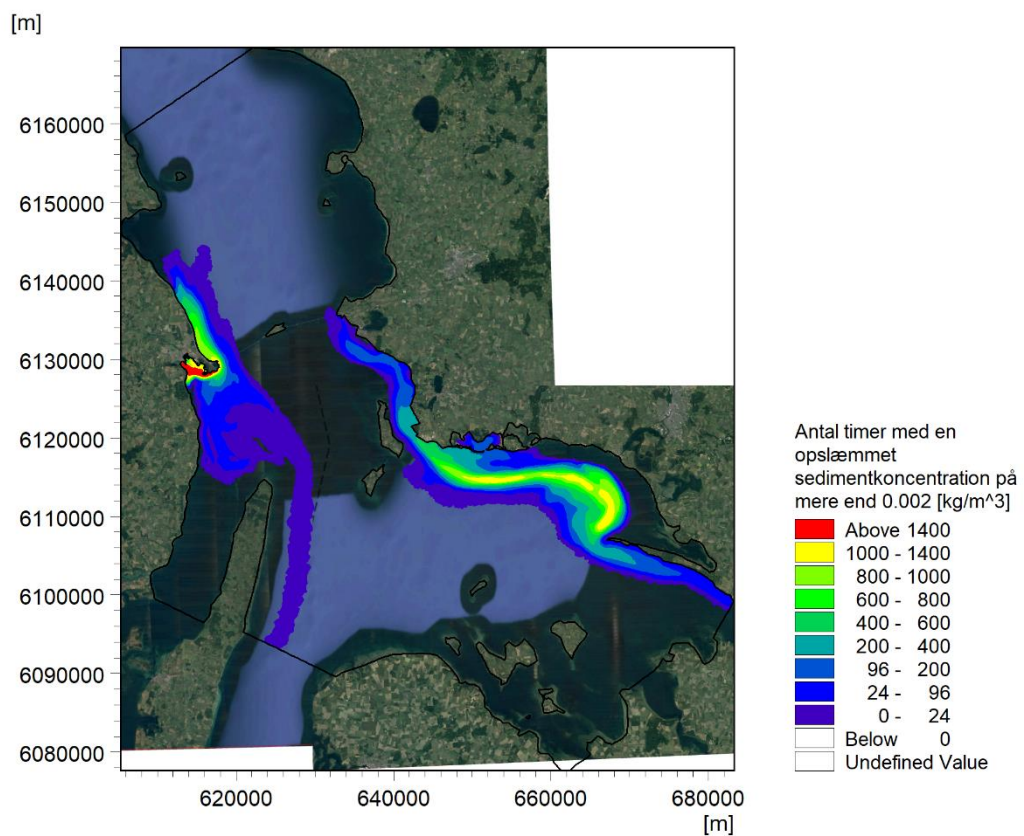 [m]
6160000
6150000
6140000
6130000
6120000
6110000
6100000
6090000
6080000
620000 640000 660000 680000
[m]
Antal timer med en
opslæmmet
sedimentkoncentration på
mere end 0.002 [kg/m^3]
Above 1400
1000 - 1400
800 - 1000
600 - 800
400 - 600
200 - 400
96 - 200
24 - 96
0 - 24
Below 0
Undefined Value